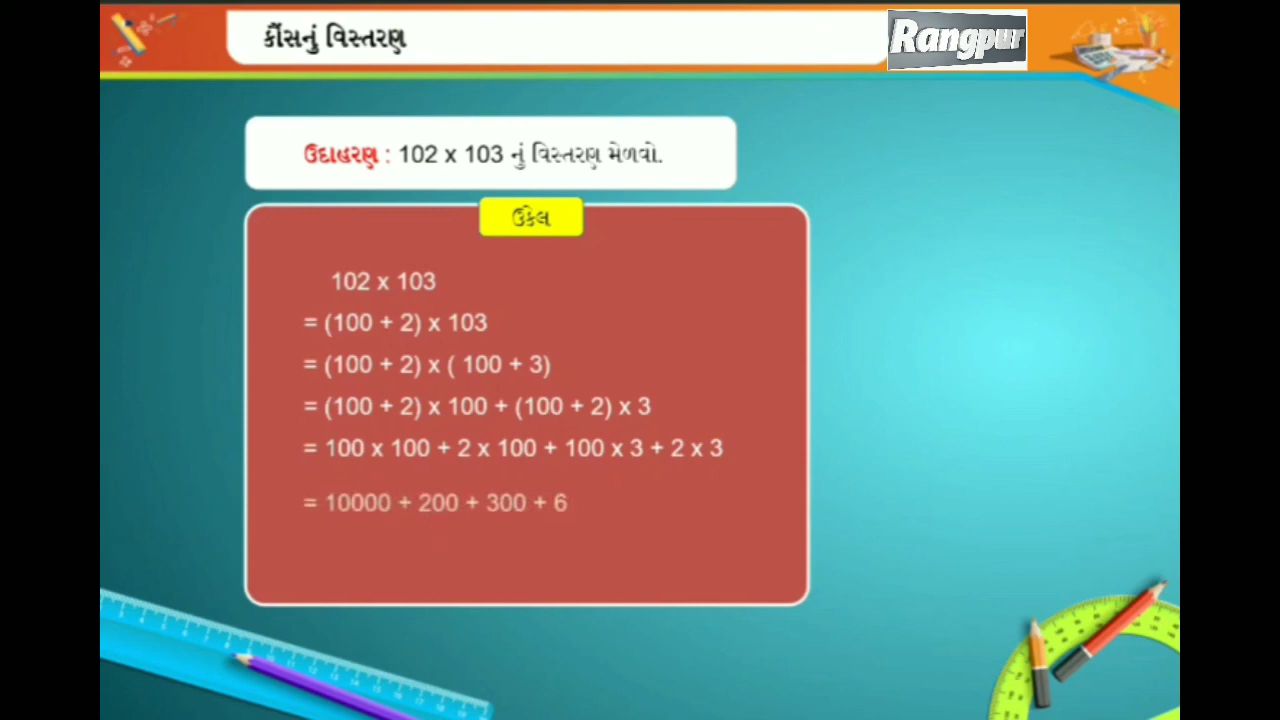 કૌંસનું વિસ્તરણ
Rangpur
ઉદાહરણ : 102 x 103 નું વિસ્તરણ મેળવો.
ઉકેલ
102 x 103
= (100 + 2) x 103
= (100 + 2) x ( 100 + 3)
= (100 + 2) x 100 + (100 + 2) x 3
= 100 x 100 + 2 x 100 + 100 x 3 + 2 x 3
= 10000 + 200 + 300 + 6